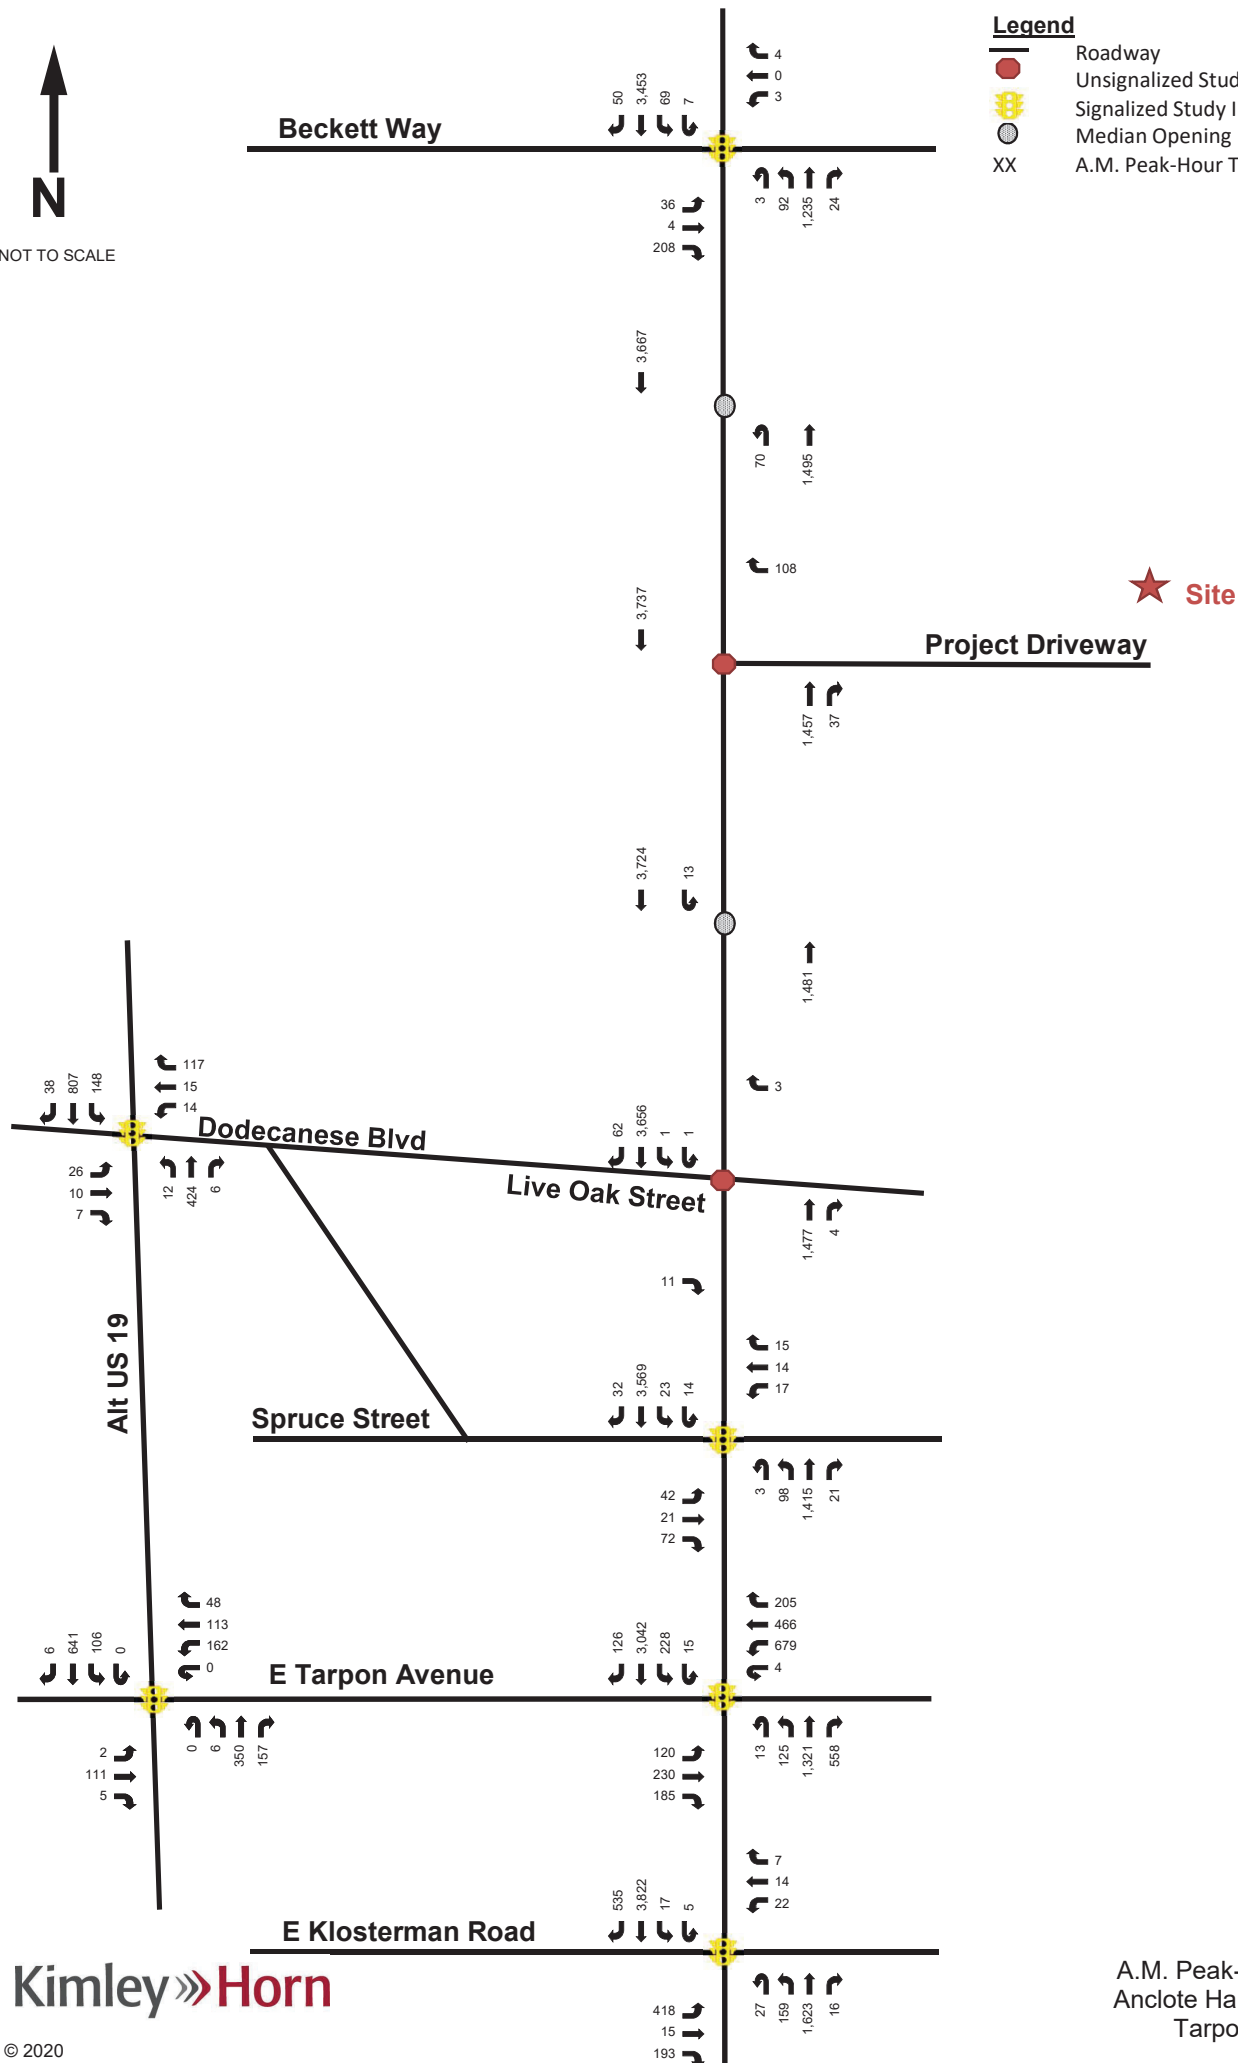 Legend
Roadway
Unsignalized Stud
Signalized Study I
Median Opening
XX A.M. Peak-Hour T
N
NOT TO SCALE
Beckett Way
50 3,453 69 7
4
0
3
36
4
208
3 92 1,235 24
3,667
70 1,495
108
3,737
Site
Project Driveway
1,457 37
3,724 13
1,481
38 807 148
117
15
14
3
Dodecanese Blvd
62 3,656 1 1
26
10
7
12 424 6
Live Oak Street
1,477 4
11
Alt US 19
15
14
17
32 3,569 23 14
Spruce Street
42
21
72
3 98 1,415 21
6 641 106 0
48
113
162
0
E Tarpon Avenue
126 3,042 228 15
205
466
679
4
2
111
5
0 6 350 157
120
230
185
13 125 1,321 558
7
14
22
535 3,822 17 5
E Klosterman Road
Kimley»Horn
418
15
193
27 159 1,623 16
A.M. Peak-
Anclote Ha
Tarpo
© 2020